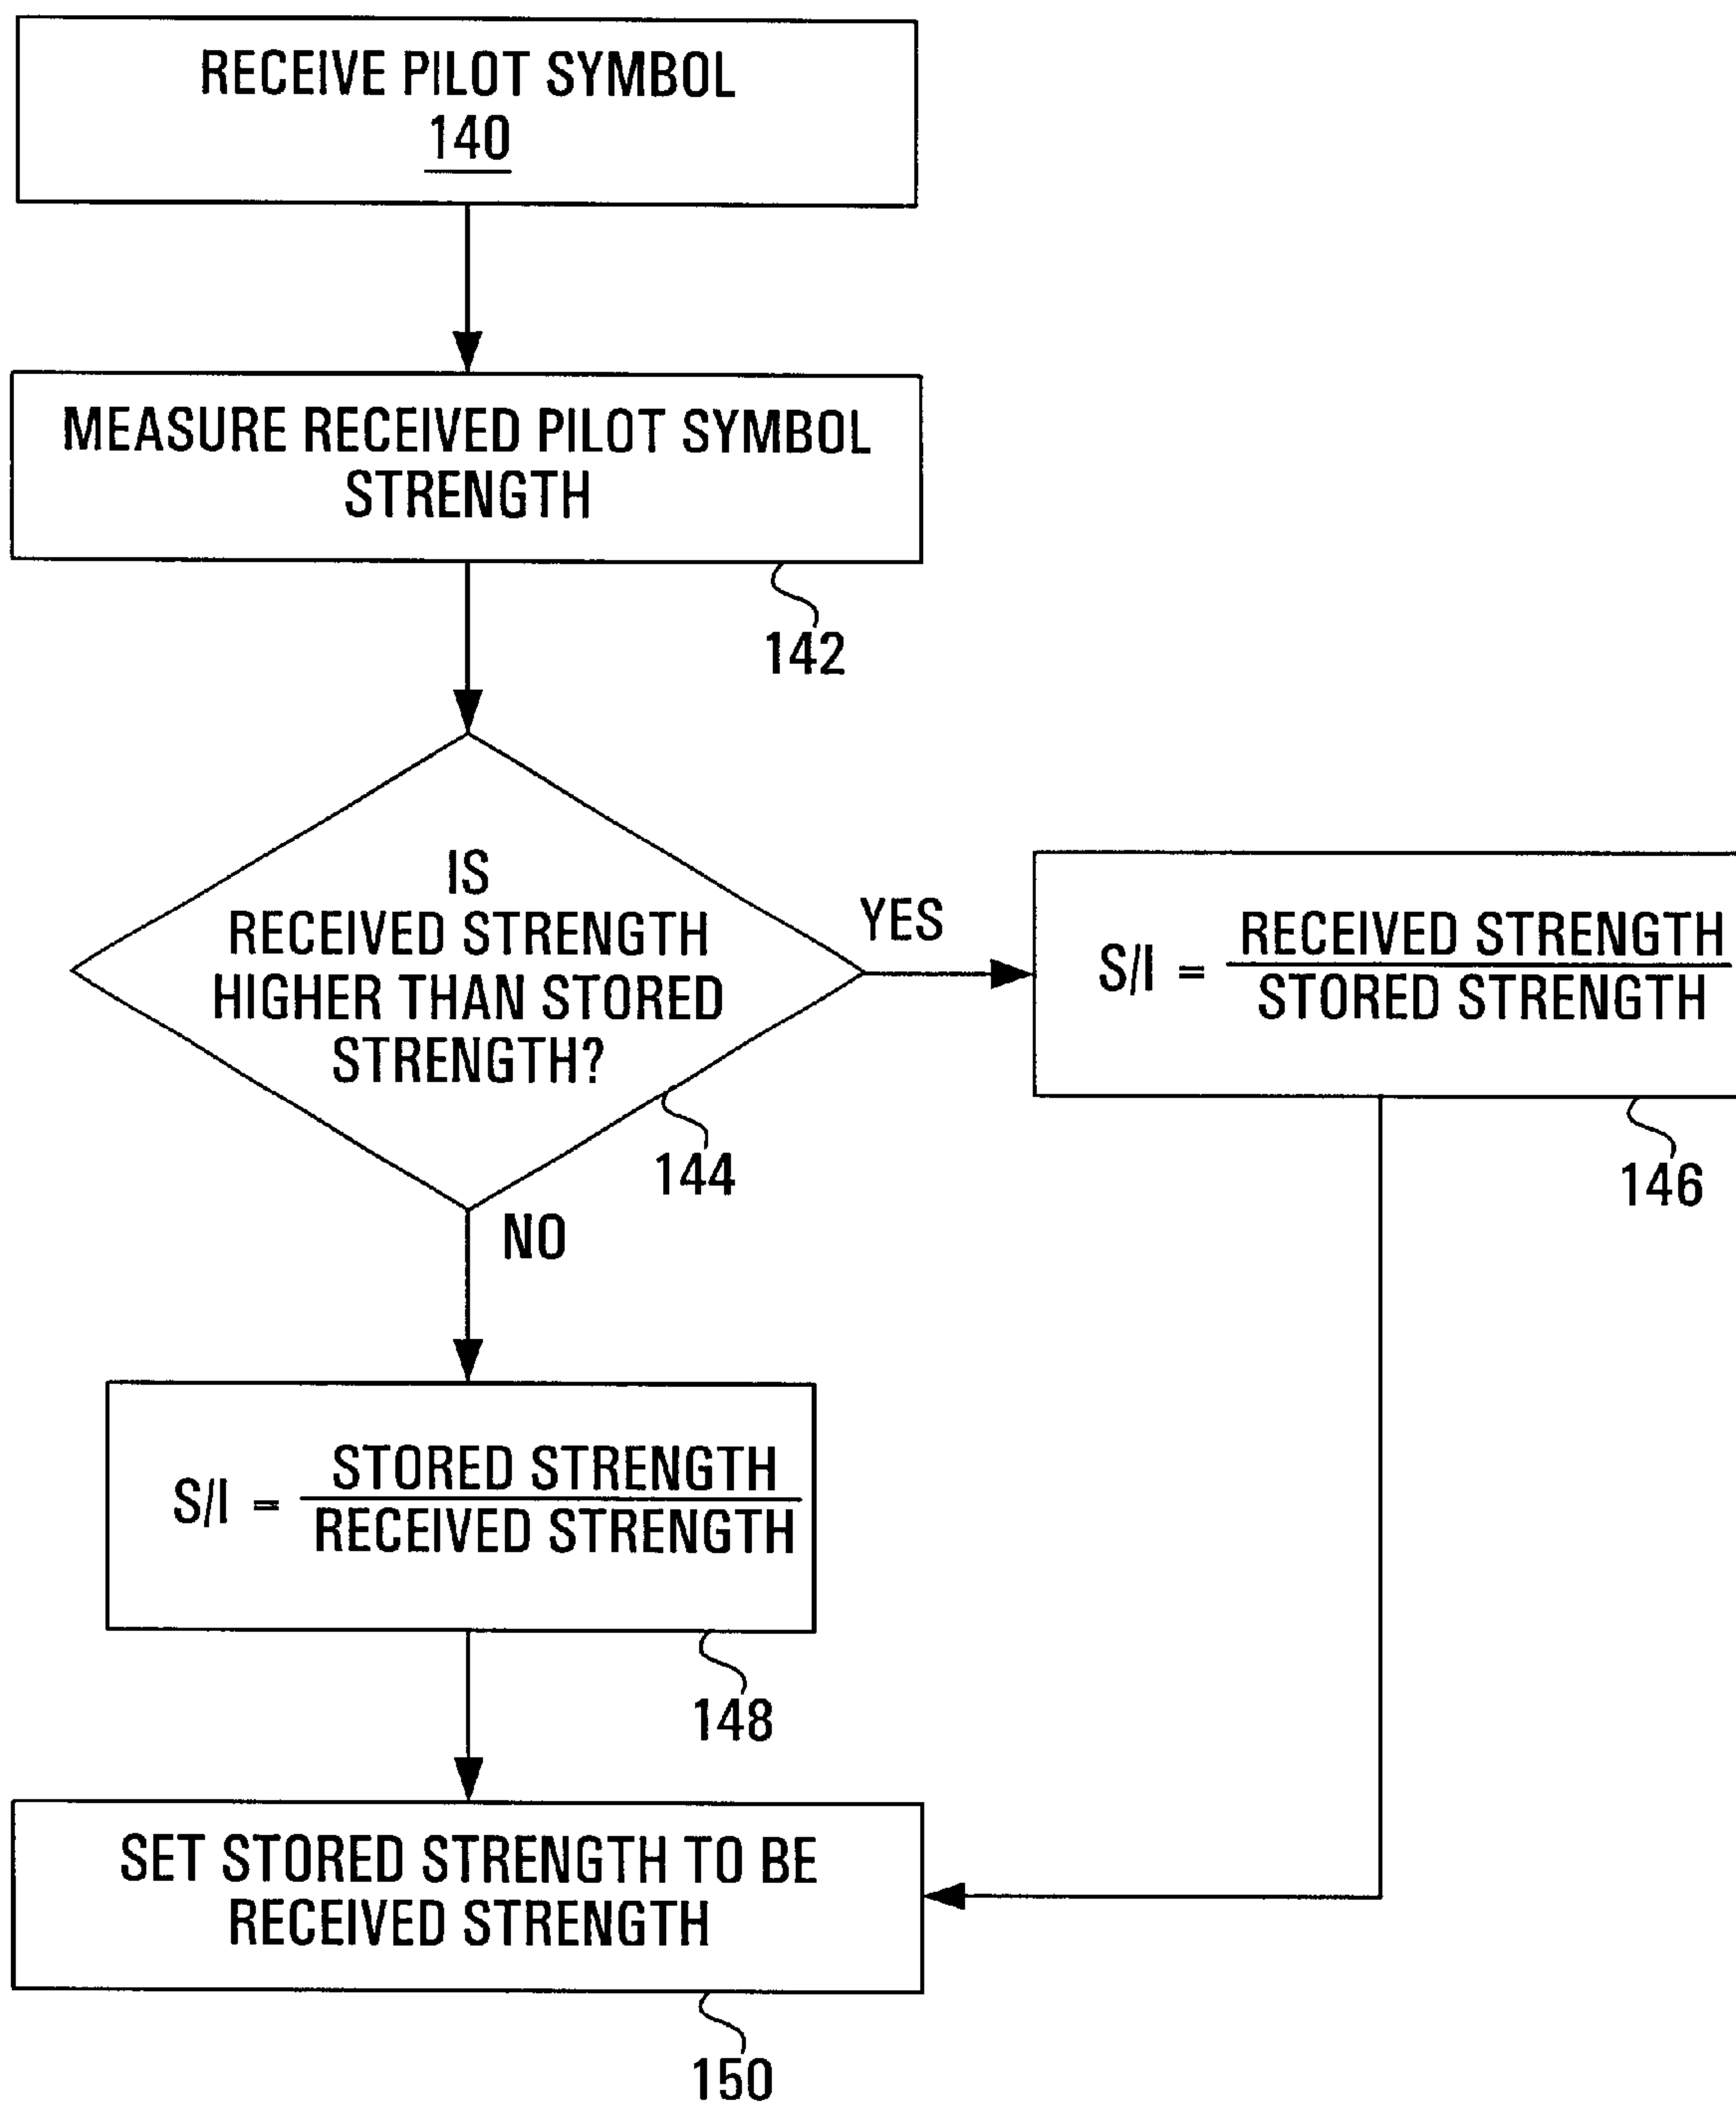 RECEIVE PILOT SYMBOL
140
MEASURE RECEIVED PILOT SYMBOL
STRENGTH
142
IS
RECEIVED STRENGTH
HIGHER THAN STORED
STRENGTH?
144
YES
S/I = RECEIVED STRENGTH
STORED STRENGTH
146
NO
S/I = STORED STRENGTH
RECEIVED STRENGTH
148
SET STORED STRENGTH TO BE
RECEIVED STRENGTH
150